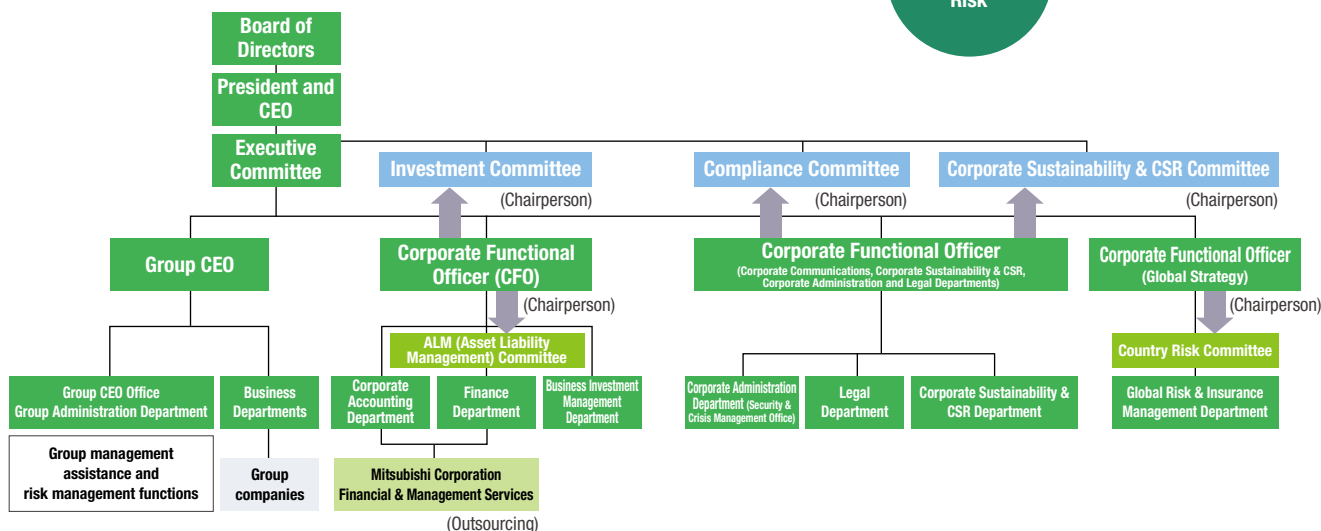 Risk
Board of
Directors
President and
CEO
Executive
Committee
Investment Committee
(Chairperson)
Compliance Committee
(Chairperson)
Corporate Sustainability & CSR Committee
(Chairperson)
Group CEO
Corporate Functional
Officer (CFO)
(Chairperson)
Corporate Functional Officer
(Corporate Communications, Corporate Sustainability & CSR,
Corporate Administration and Legal Departments)
Corporate Functional Officer
(Global Strategy)
(Chairperson)
ALM (Asset Liability
Management) Committee
Country Risk Committee
Group CEO Office
Group Administration Department
Business
Departments
Corporate
Accounting
Department
Finance
Department
Business Investment
Management
Department
Corporate Administration
Department (Security &
Crisis Management Office)
Legal
Department
Corporate Sustainability &
CSR Department
Global Risk & Insurance
Management Department
Group management
assistance and
risk management functions
Group
companies
Mitsubishi Corporation
Financial & Management Services
(Outsourcing)